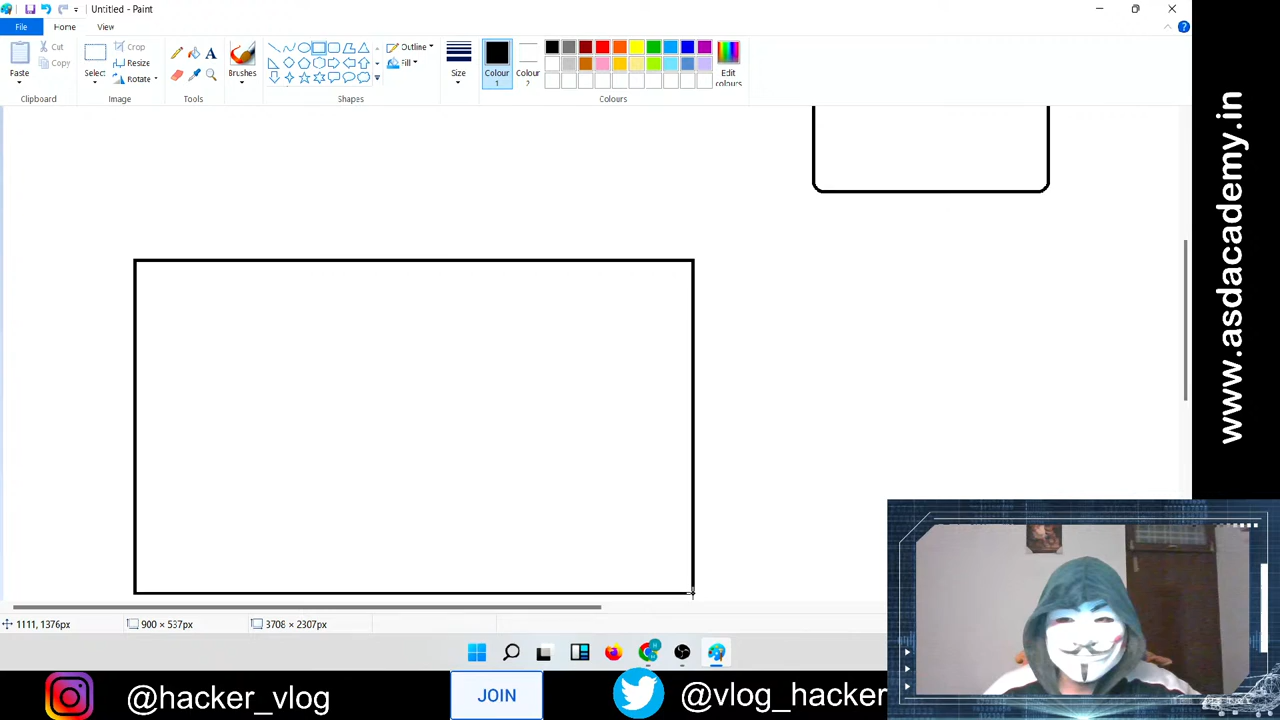 Untitled - Paint
File
Home
View
Paste
Cut
Copy
Clipboard
Select
Crop
Resize
Rotate
Image
A
Tools
Brushes
Outline
Fill
Shapes
Size
Colour
1
Colour
2
Edit
colours
Colours
?
1111, 1376px
900 × 537px
3708 × 2307px
www.asdacademy.in
@hacker_vlog
JOIN
@vlog_hacker